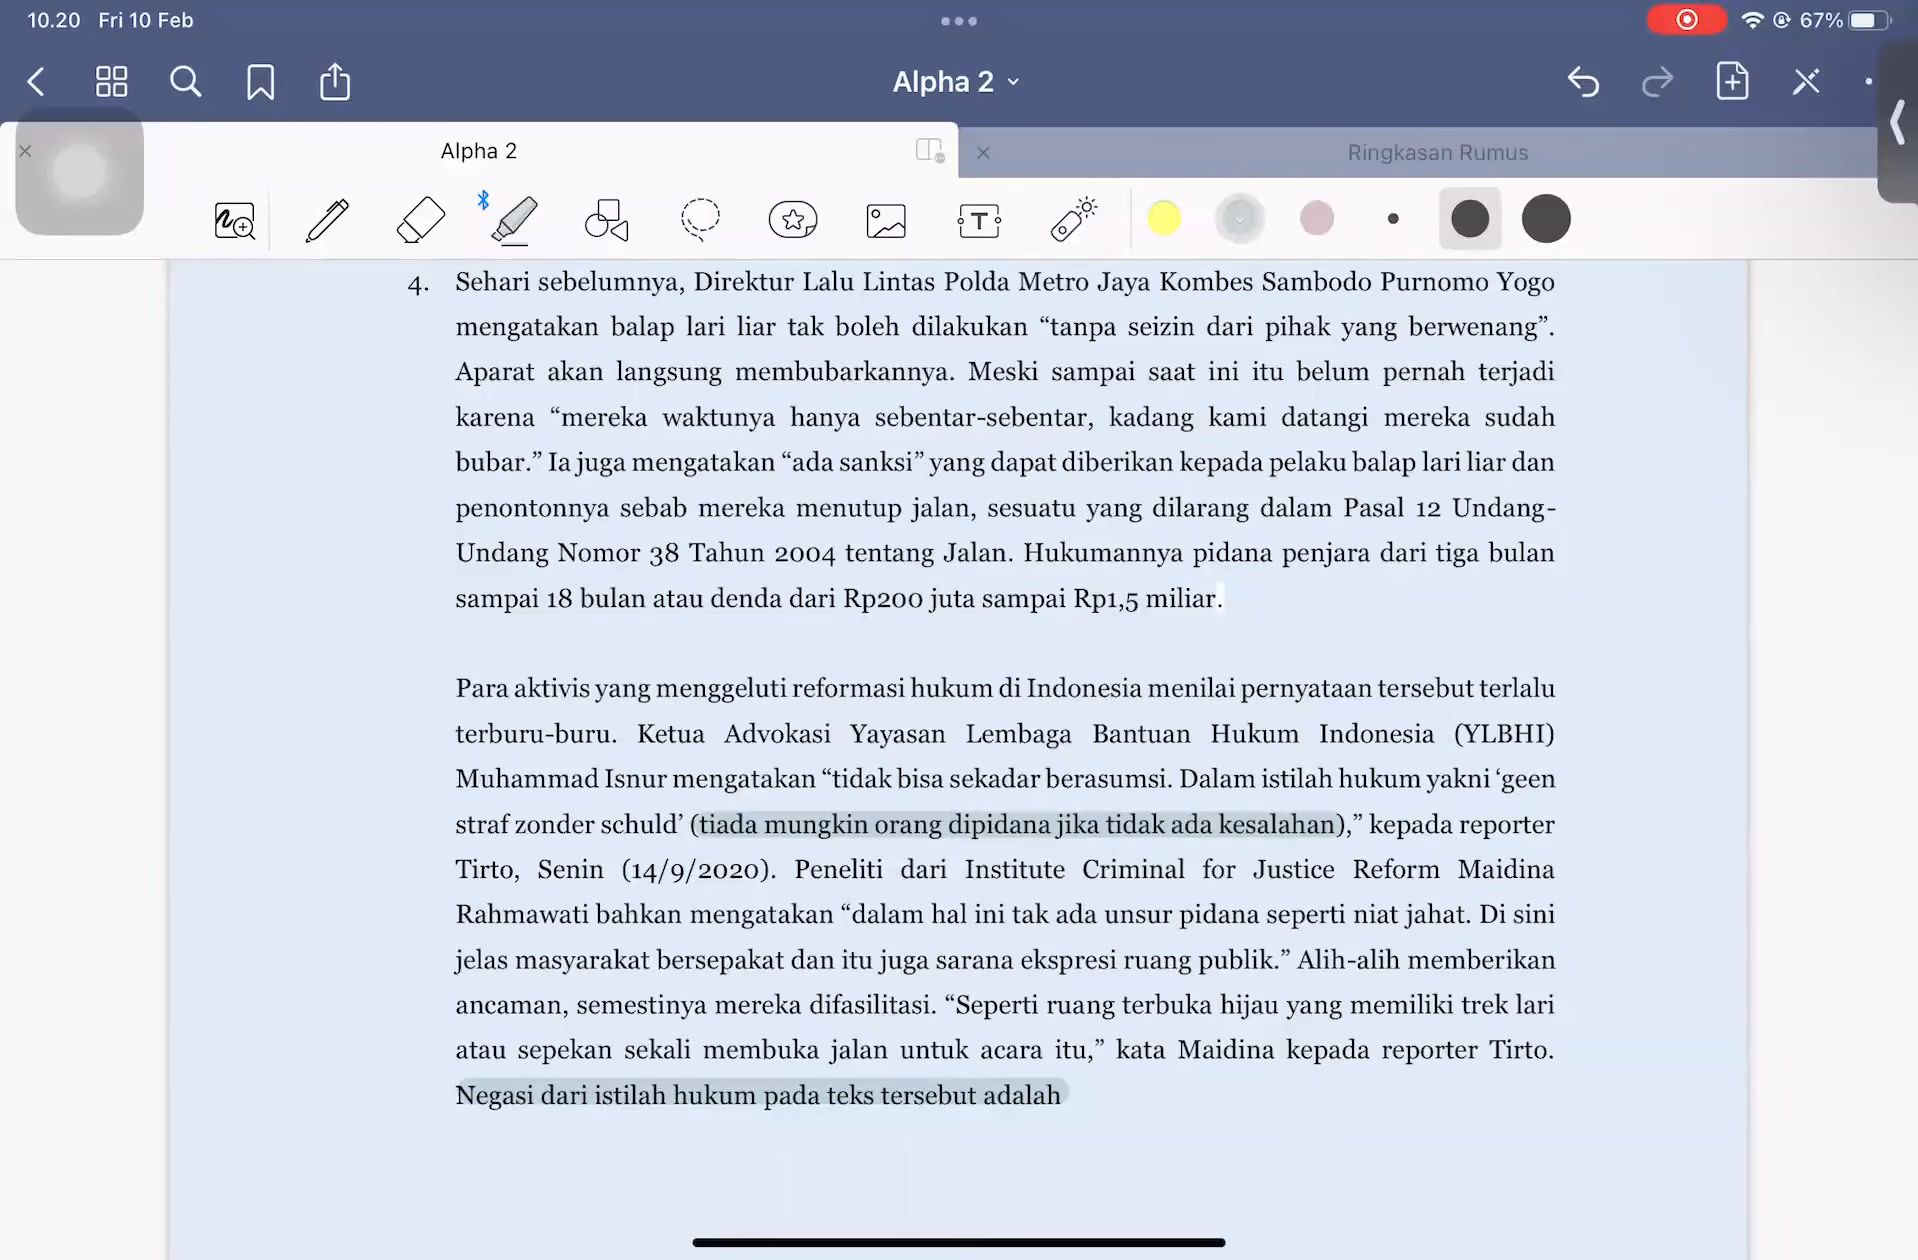 10.20 Fri 10 Feb
67%
Alpha 2
Alpha 2
Ringkasan Rumus
T
4. Sehari sebelumnya, Direktur Lalu Lintas Polda Metro Jaya Kombes Sambodo Purnomo Yogo
mengatakan balap lari liar tak boleh dilakukan “tanpa seizin dari pihak yang berwenang”.
Aparat akan langsung membubarkannya. Meski sampai saat ini itu belum pernah terjadi
karena “mereka waktunya hanya sebentar-sebentar, kadang kami datangi mereka sudah
bubar.” Ia juga mengatakan “ada sanksi” yang dapat diberikan kepada pelaku balap lari liar dan
penontonnya sebab mereka menutup jalan, sesuatu yang dilarang dalam Pasal 12 Undang-
Undang Nomor 38 Tahun 2004 tentang Jalan. Hukumannya pidana penjara dari tiga bulan
sampai 18 bulan atau denda dari Rp200 juta sampai Rp1,5 miliar.
Para aktivis yang menggeluti reformasi hukum di Indonesia menilai pernyataan tersebut terlalu
terburu-buru. Ketua Advokasi Yayasan Lembaga Bantuan Hukum Indonesia (YLBHI)
Muhammad Isnur mengatakan “tidak bisa sekadar berasumsi. Dalam istilah hukum yakni ‘geen
straf zonder schuld’ (tiada mungkin orang dipidana jika tidak ada kesalahan),” kepada reporter
Tirto, Senin (14/9/2020). Peneliti dari Institute Criminal for Justice Reform Maidina
Rahmawati bahkan mengatakan “dalam hal ini tak ada unsur pidana seperti niat jahat. Di sini
jelas masyarakat bersepakat dan itu juga sarana ekspresi ruang publik.” Alih-alih memberikan
ancaman, semestinya mereka difasilitasi. “Seperti ruang terbuka hijau yang memiliki trek lari
atau sepekan sekali membuka jalan untuk acara itu,” kata Maidina kepada reporter Tirto.
Negasi dari istilah hukum pada teks tersebut adalah